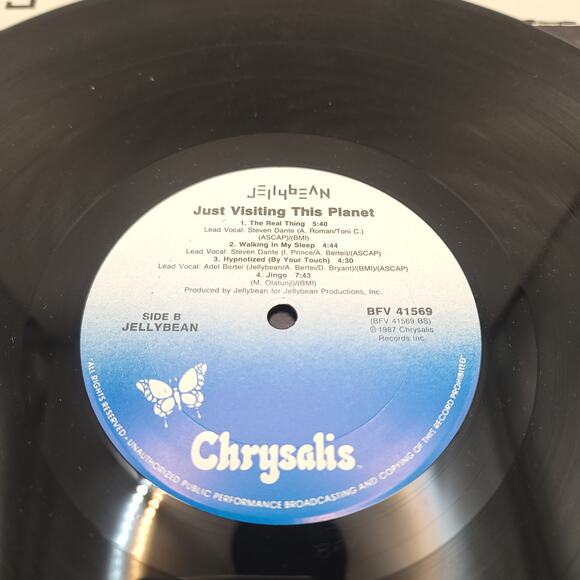 JELLYBEAN
Just Visiting This Planet
1. The Real Thing 5:40
Lead Vocal: Steven Dante (A. Roman/Toni C.)
(ASCAP)/(BMI)
2. Walking In My Sleep 4:44
Lead Vocal: Steven Dante (I. Prince/A. Bertei)/(ASCAP)
3. Hypnotized (By Your Touch) 4:30
Lead Vocal: Adel Bertei (Jellybean/A. Bertei/D. Bryant)/(BMI)/(ASCAP)
4. Jingo 7:43
(M. Olatunji)/(BMI)
Produced by Jellybean for Jellybean Productions, Inc.
SIDE B
JELLYBEAN
BFV 41569
(BFV 41569 BS)
℗ 1987 Chrysalis
Records Inc.
Chrysalis™
ALL RIGHTS RESERVED - UNAUTHORIZED PUBLIC PERFORMANCE BROADCASTING AND COPYING OF THIS RECORD PROHIBITED